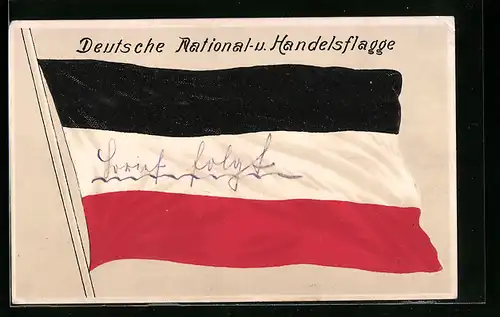 Deutsche National-u. Handelsflagge
Brief folgt